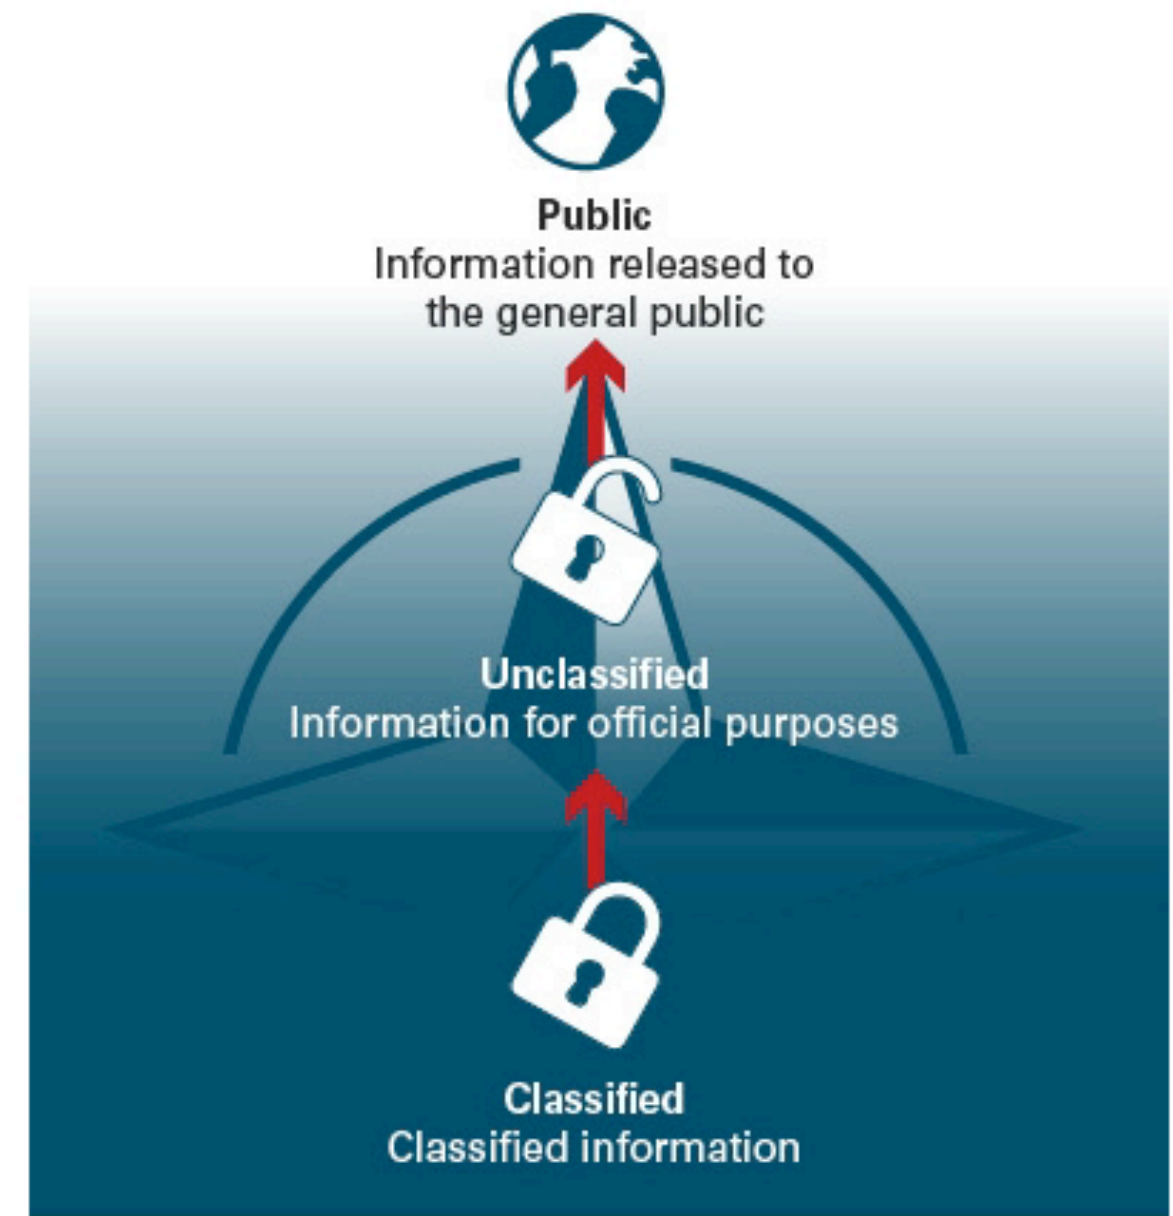 Public
Information released to
the general public
Unclassified
Information for official purposes
Classified
Classified information